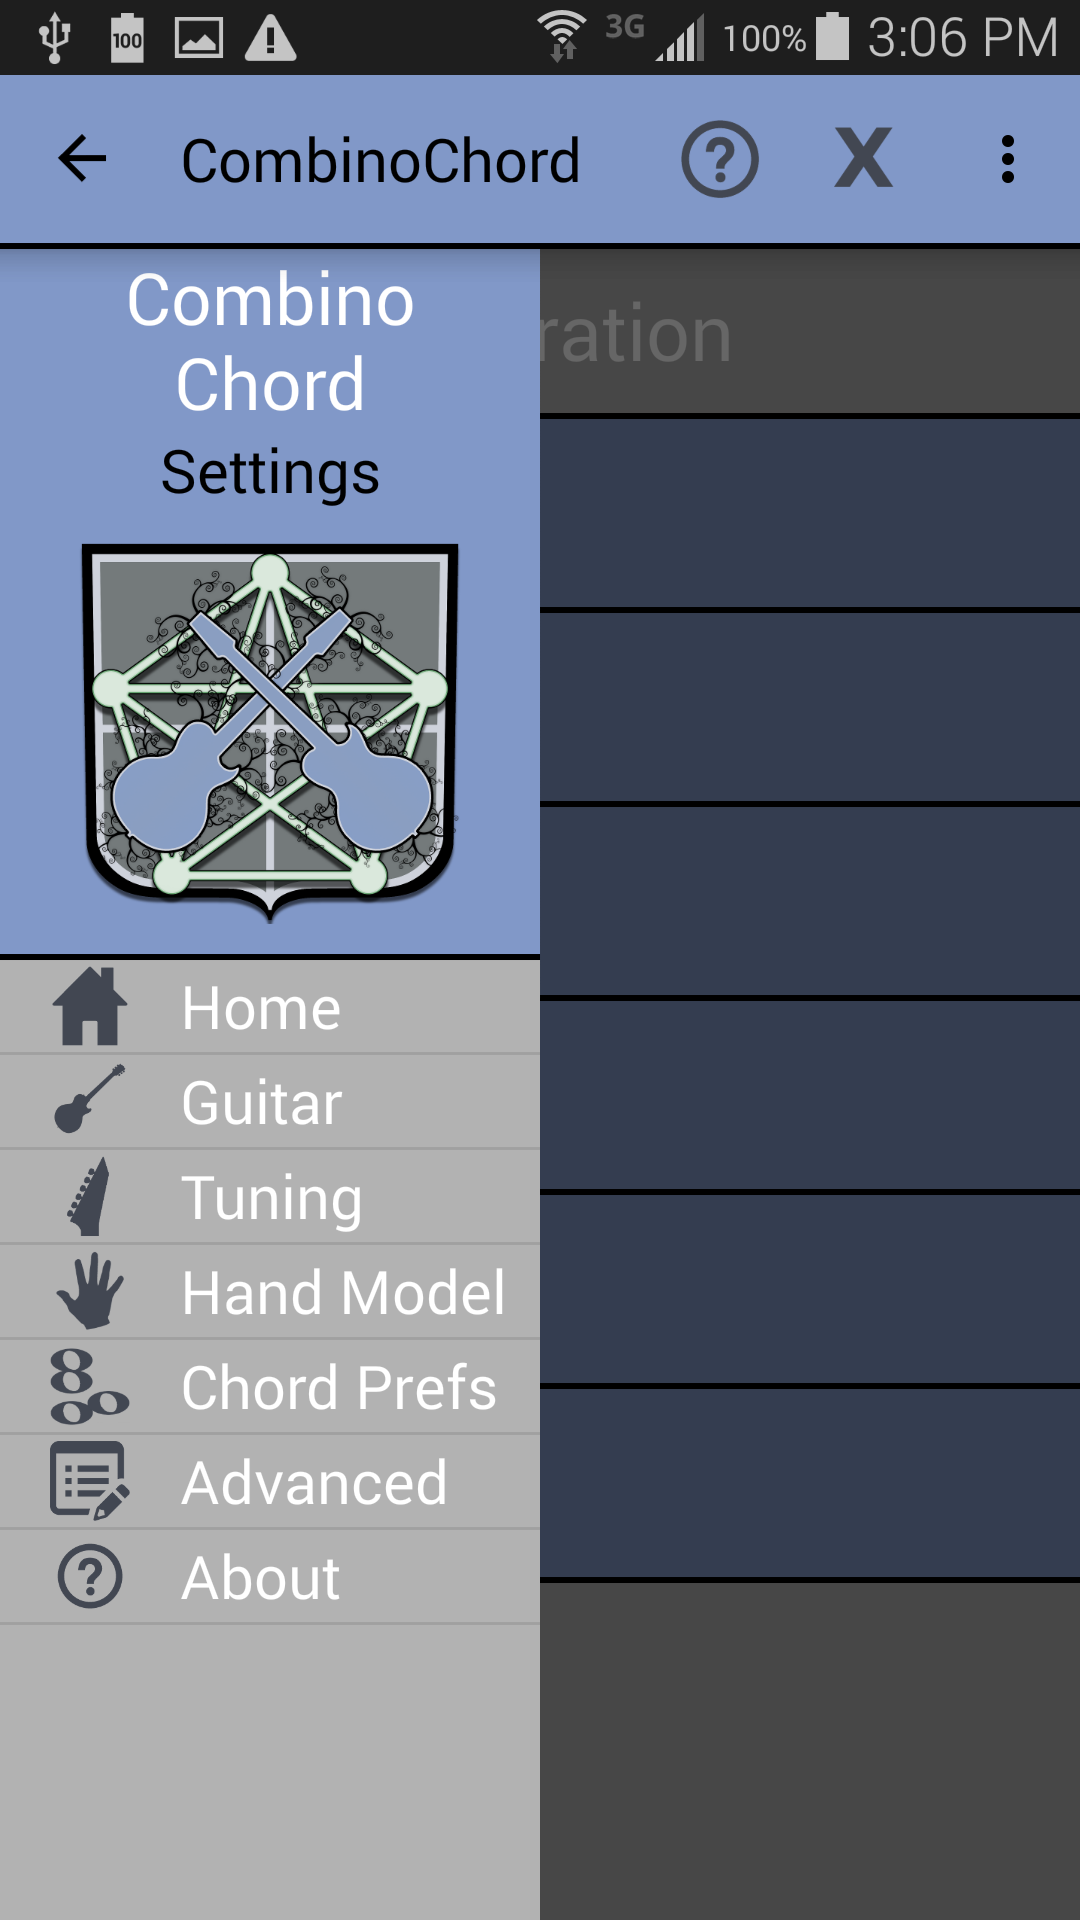 100 3G 100% 3:06 PM
CombinoChord X
Combino
Chord
Settings
ration
Home
Guitar
Tuning
Hand Model
Chord Prefs
Advanced
About